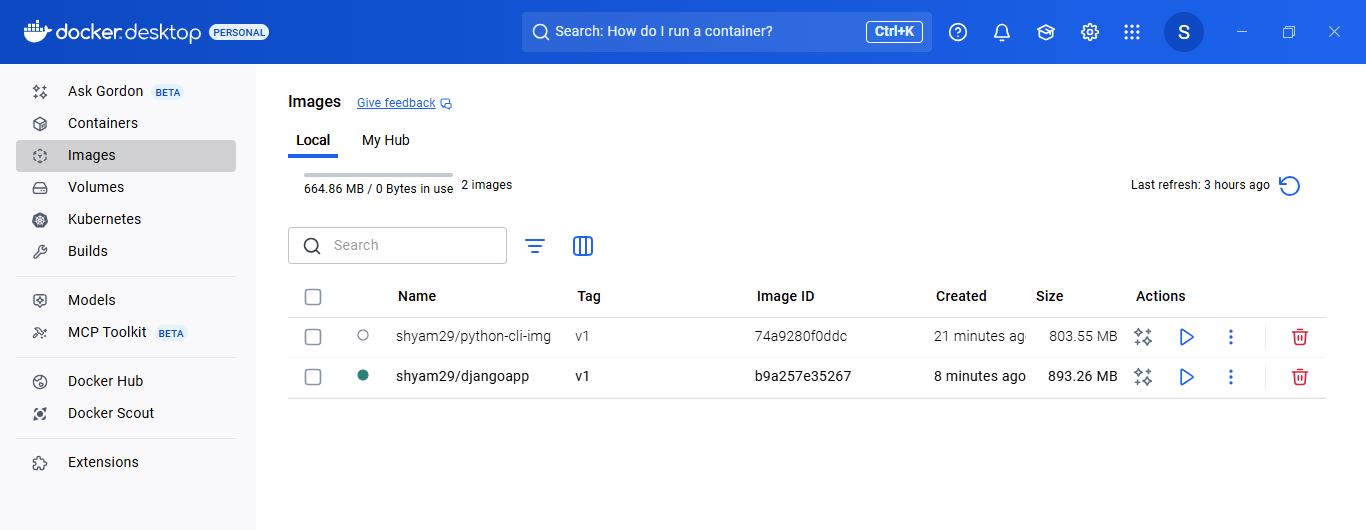 docker.desktop PERSONAL
Search: How do I run a container? Ctrl+K
S
Ask Gordon BETA
Containers
Images
Volumes
Kubernetes
Builds
Models
MCP Toolkit BETA
Docker Hub
Docker Scout
Extensions
Images Give feedback
Local My Hub
664.86 MB / 0 Bytes in use 2 images
Last refresh: 3 hours ago
Search
Name Tag Image ID Created Size Actions
shyam29/python-cli-img v1 74a9280f0ddc 21 minutes ag 803.55 MB
shyam29/djangoapp v1 b9a257e35267 8 minutes ago 893.26 MB